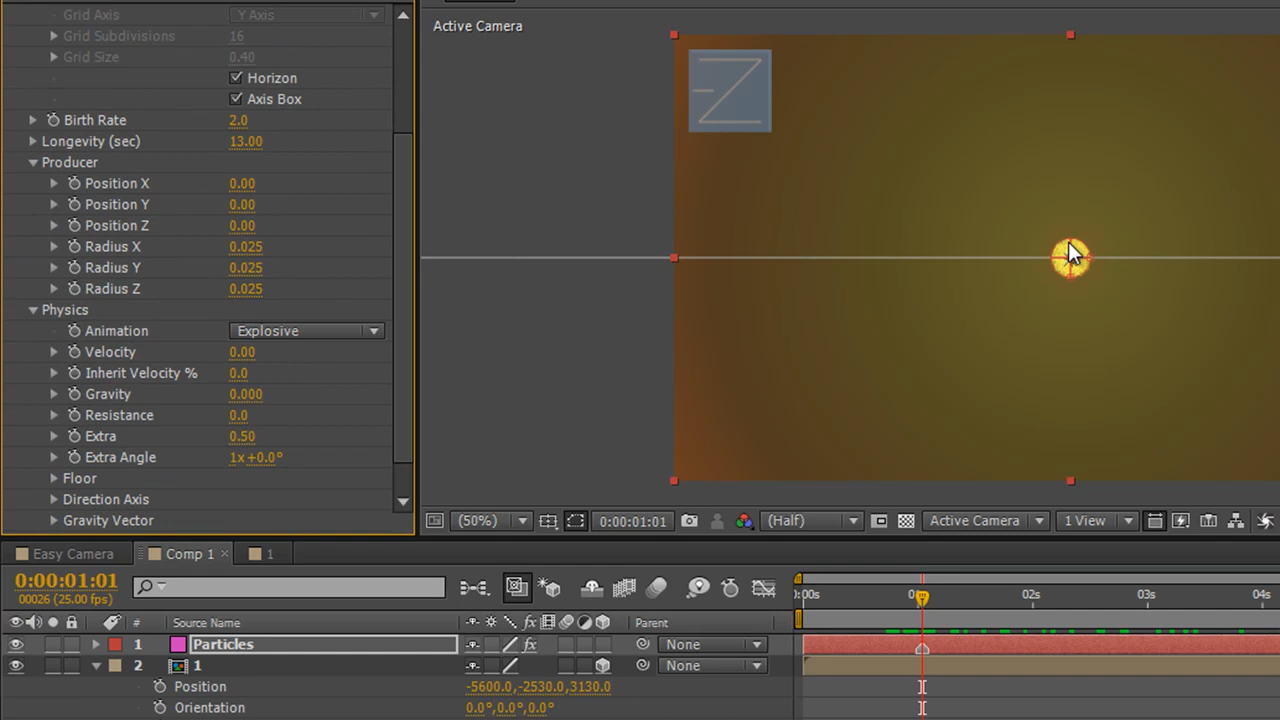 Grid Axis Y Axis
Grid Subdivisions 16
Grid Size 0.40
Horizon
Axis Box
Birth Rate 2.0
Longevity (sec) 13.00
Producer
Position X 0.00
Position Y 0.00
Position Z 0.00
Radius X 0.025
Radius Y 0.025
Radius Z 0.025
Physics
Animation Explosive
Velocity 0.00
Inherit Velocity % 0.0
Gravity 0.000
Resistance 0.0
Extra 0.50
Extra Angle 1x+0.0°
Floor
Direction Axis
Gravity Vector
Active Camera
Z
(50%) 0:00:01:01 (Half) Active Camera 1 View
Easy Camera Comp 1 × 1
0:00:01:01
00026 (25.00 fps)
:00s 02s 03s 04s
# Source Name fx Parent
1 Particles fx None
2 1 None
Position -5600.0,-2530.0,3130.0
Orientation 0.0°,0.0°,0.0°